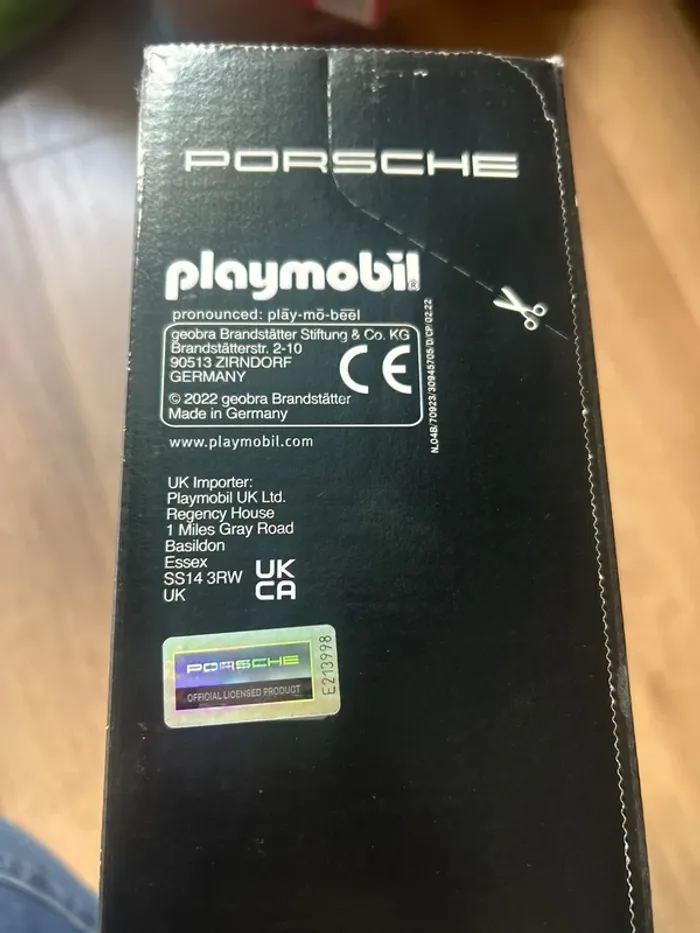 PORSCHE
playmobil®
pronounced: plāy-mō-bēēl
geobra Brandstätter Stiftung & Co. KG
Brandstätterstr. 2-10
90513 ZIRNDORF
GERMANY
CE
© 2022 geobra Brandstätter
Made in Germany
www.playmobil.com
NL04B/70923/30945705/D/CP/02.22
UK Importer:
Playmobil UK Ltd.
Regency House
1 Miles Gray Road
Basildon
Essex
SS14 3RW
UK
UK
CA
PORSCHE
OFFICIAL LICENSED PRODUCT
E213998